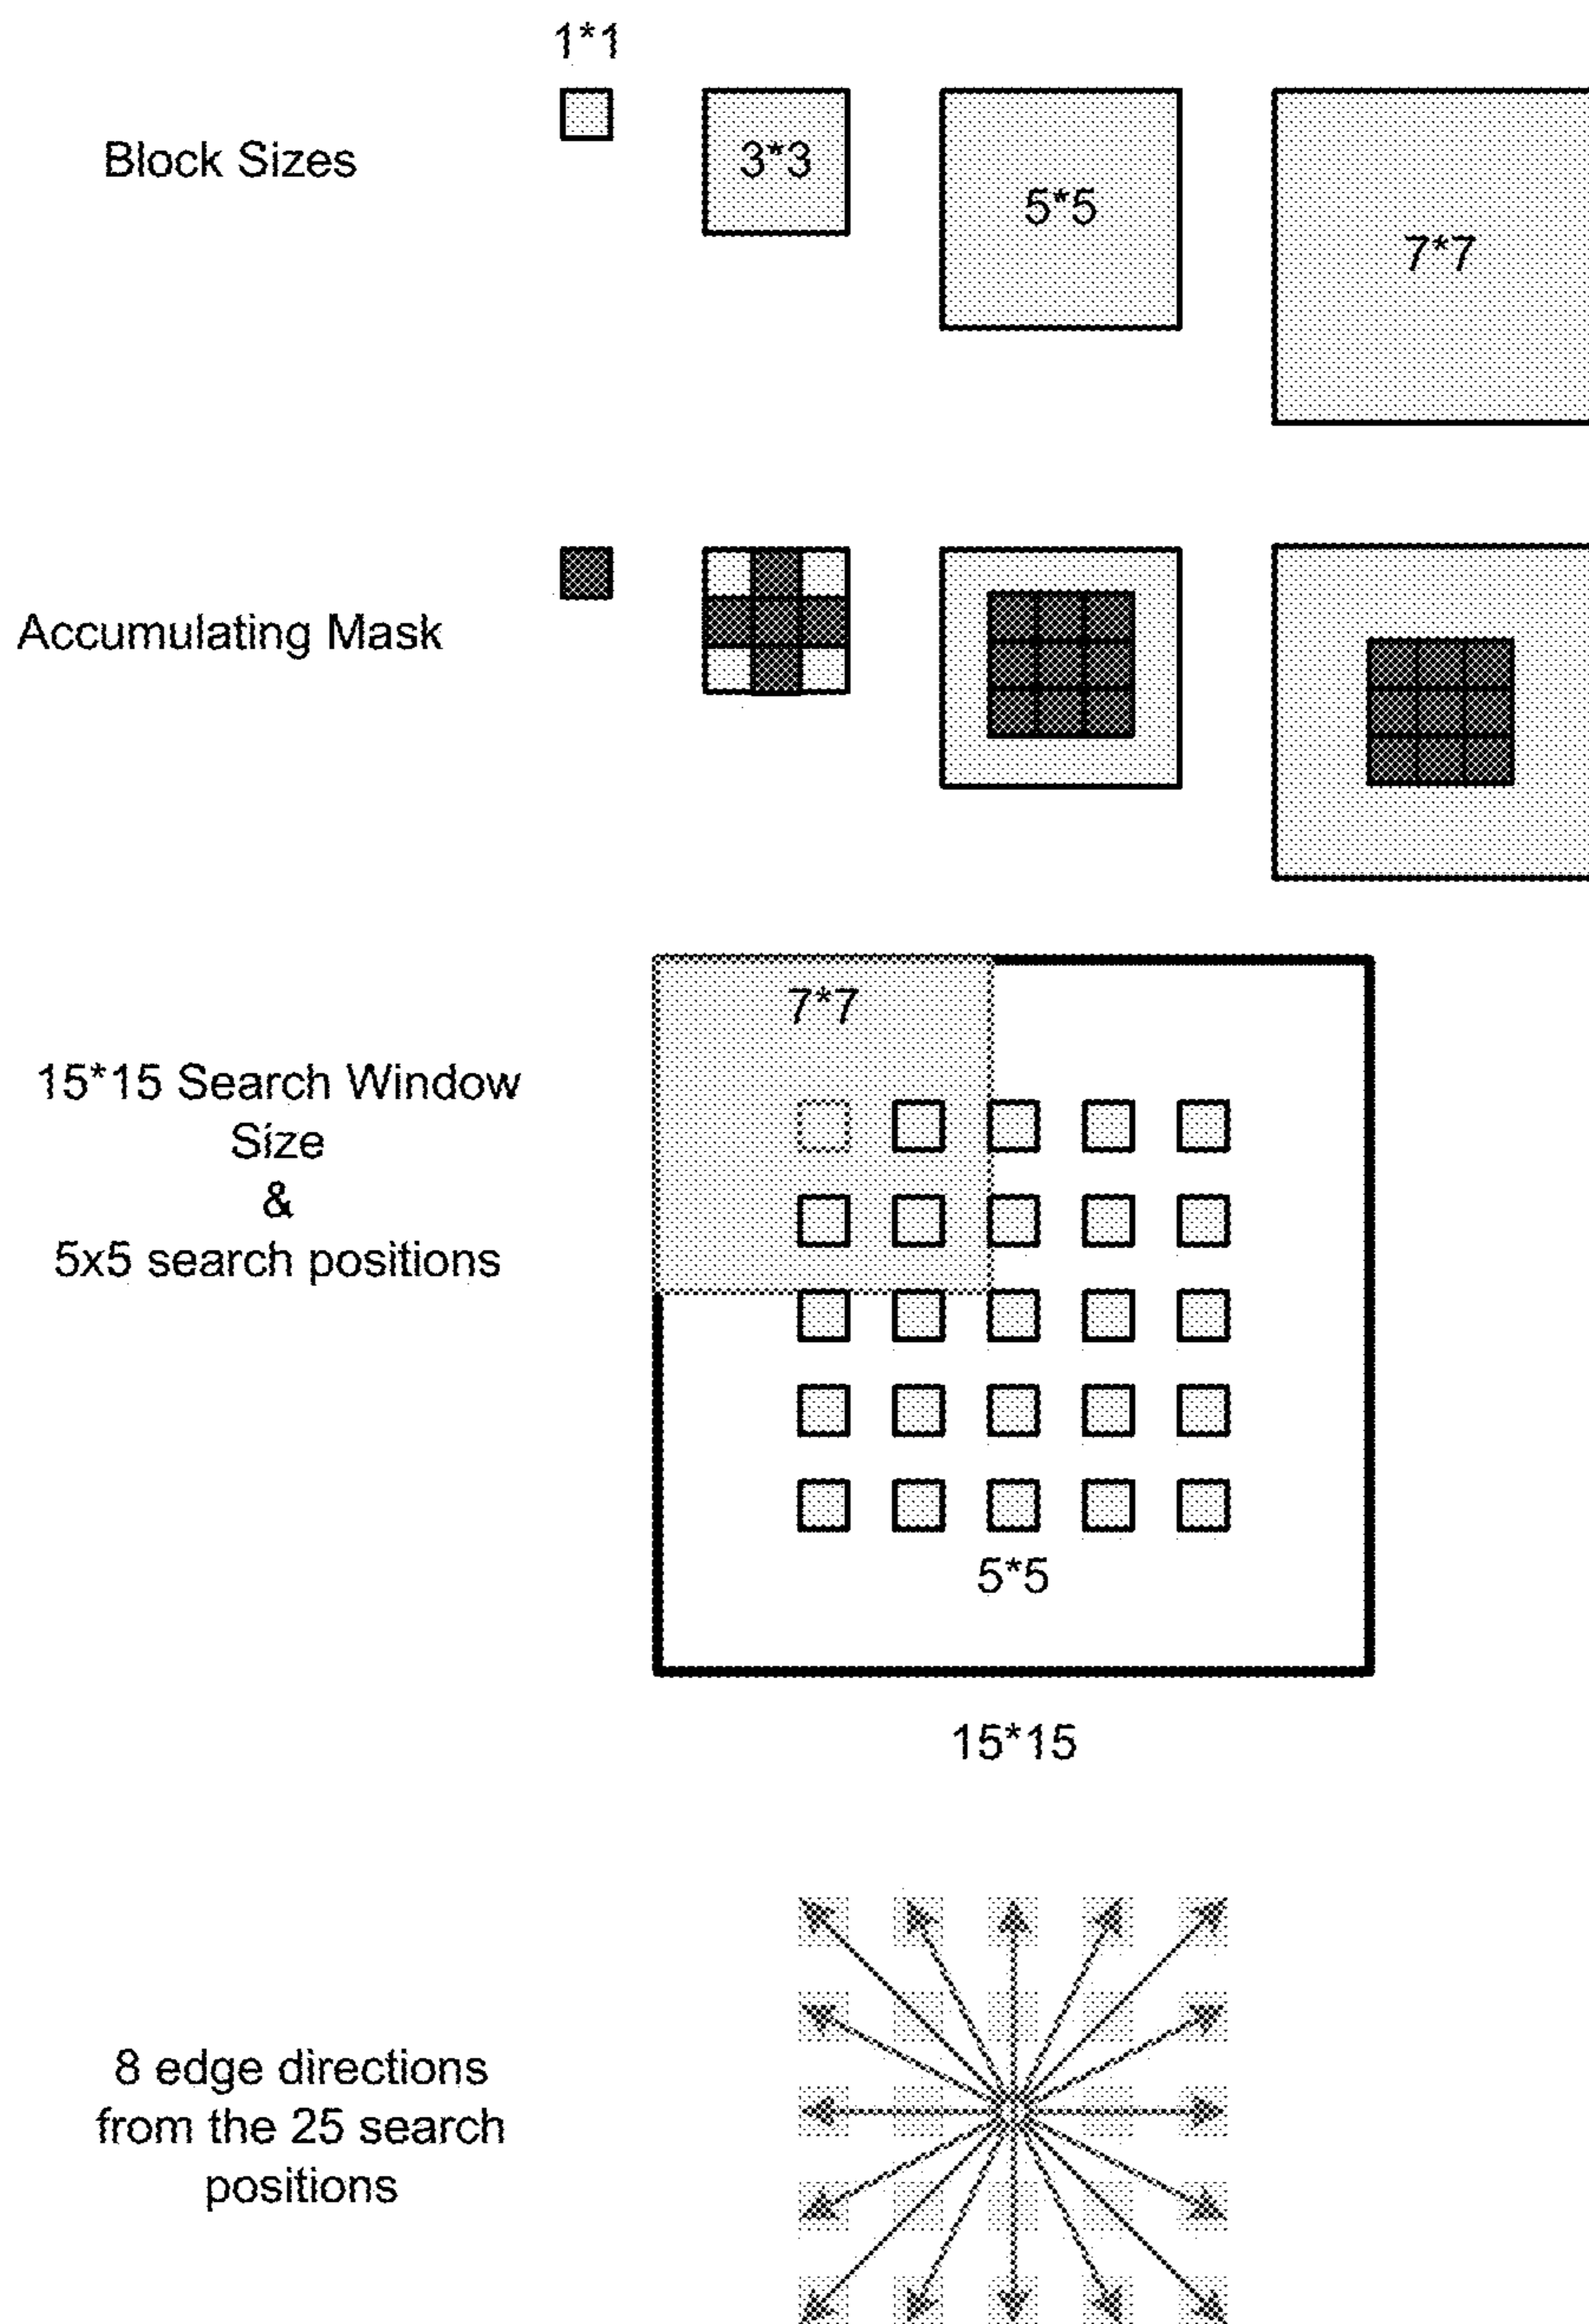 1*1
Block Sizes
3*3
5*5
7*7
Accumulating Mask
7*7
15*15 Search Window
Size
&
5x5 search positions
5*5
15*15
8 edge directions
from the 25 search
positions